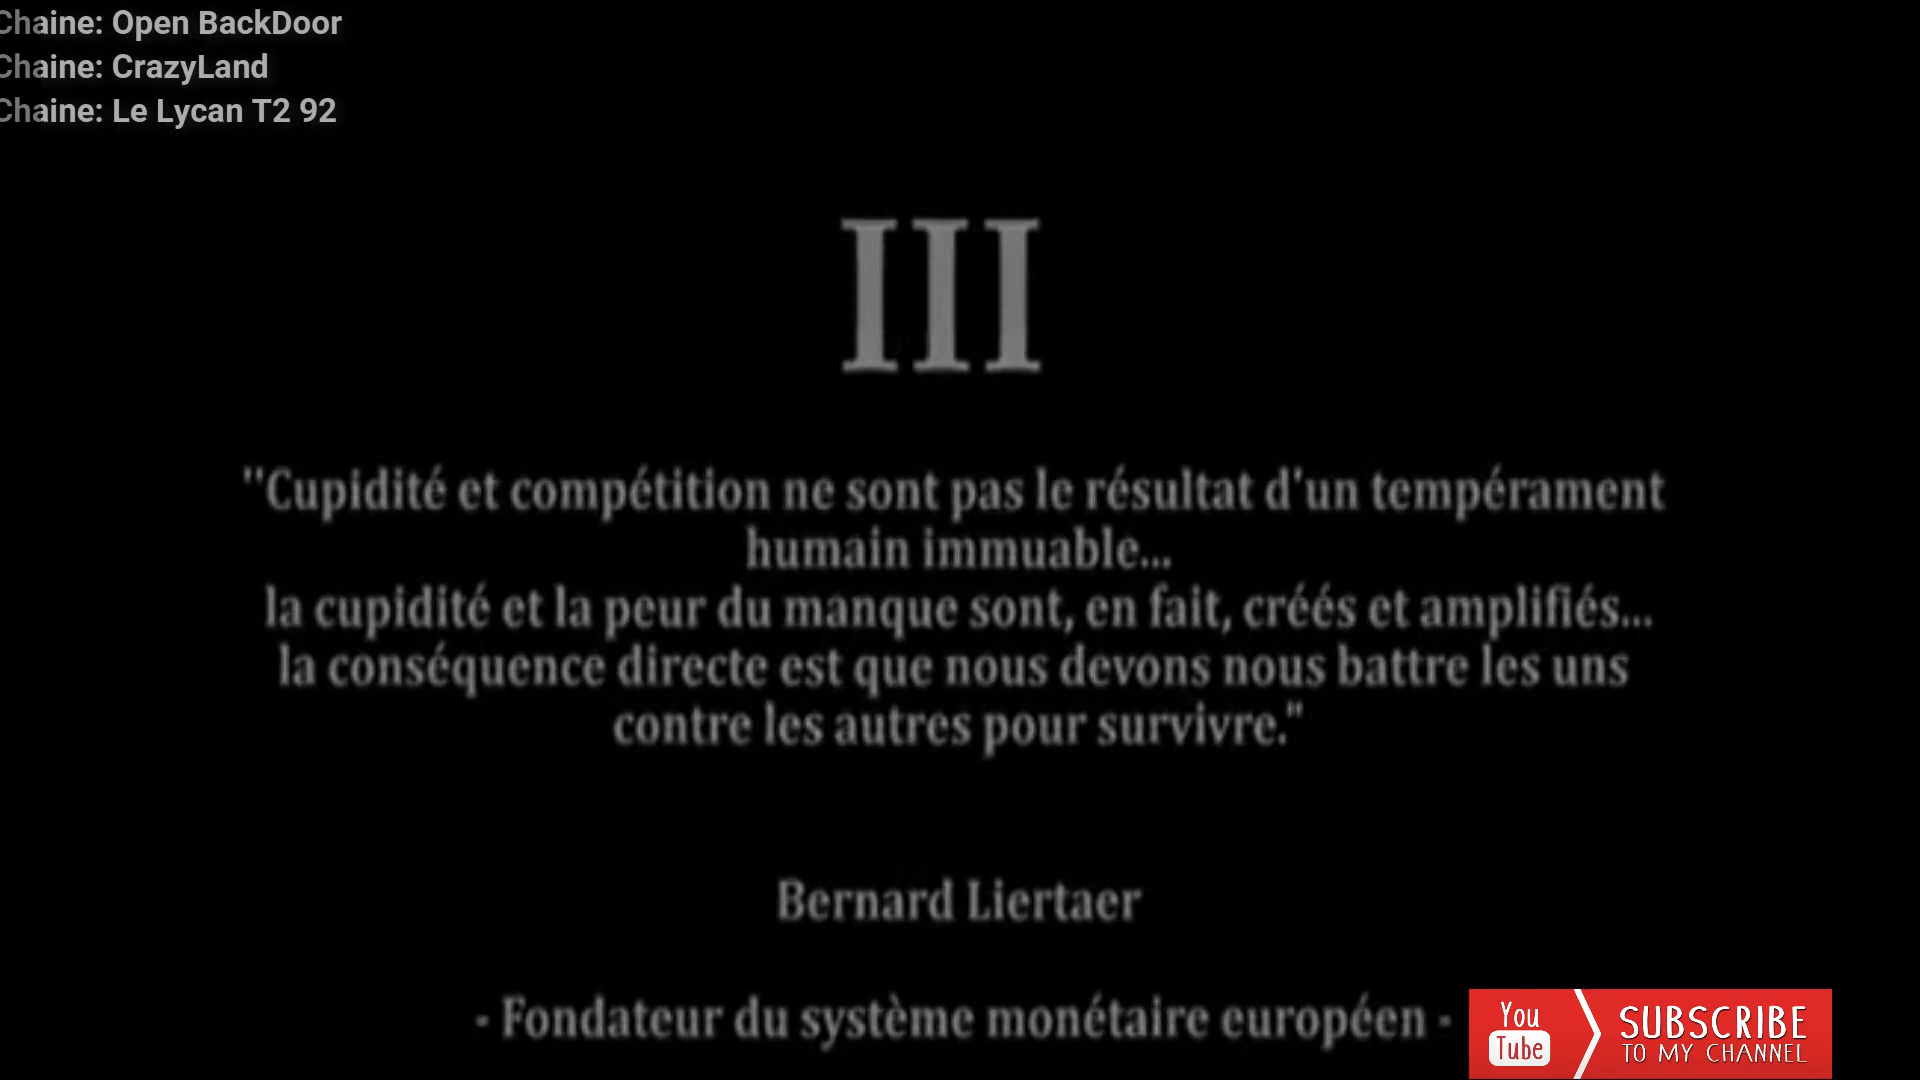 Chaine: Open BackDoor
Chaine: CrazyLand
Chaine: Le Lycan T2 92
III
"Cupidité et compétition ne sont pas le résultat d'un tempérament
humain immuable...
la cupidité et la peur du manque sont, en fait, créés et amplifiés...
la conséquence directe est que nous devons nous battre les uns
contre les autres pour survivre."
Bernard Liertaer
- Fondateur du système monétaire européen -
You
Tube
SUBSCRIBE
TO MY CHANNEL